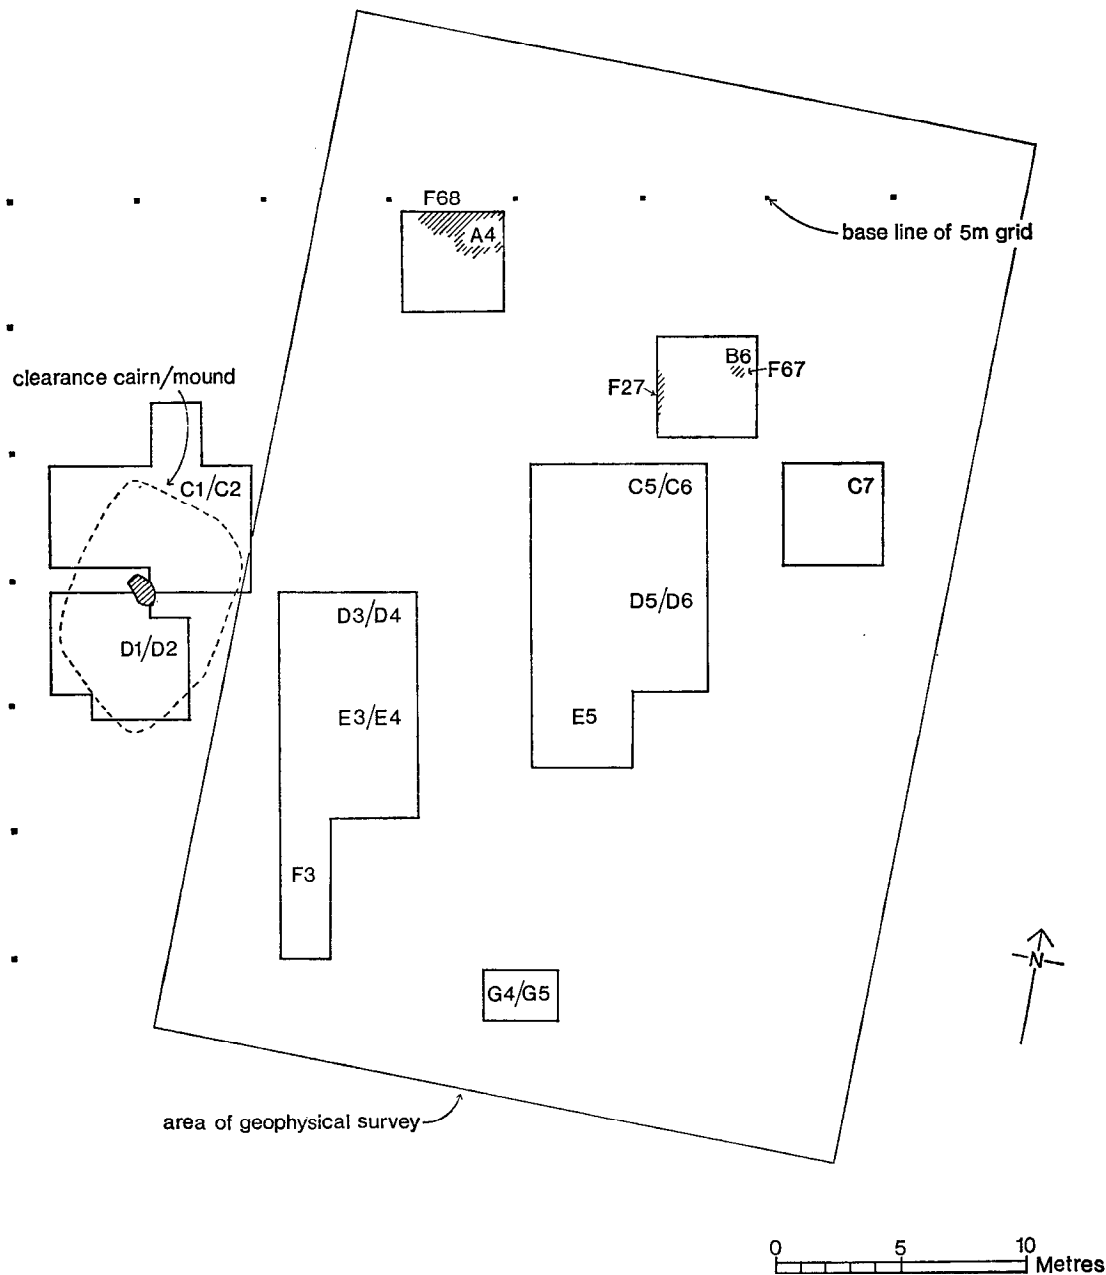 F68
A4
base line of 5m grid
B6
F67
F27
clearance cairn/mound
C1/C2
C5/C6
C7
D3/D4
D5/D6
D1/D2
E3/E4
E5
F3
N
G4/G5
area of geophysical survey
0 5 10
Metres